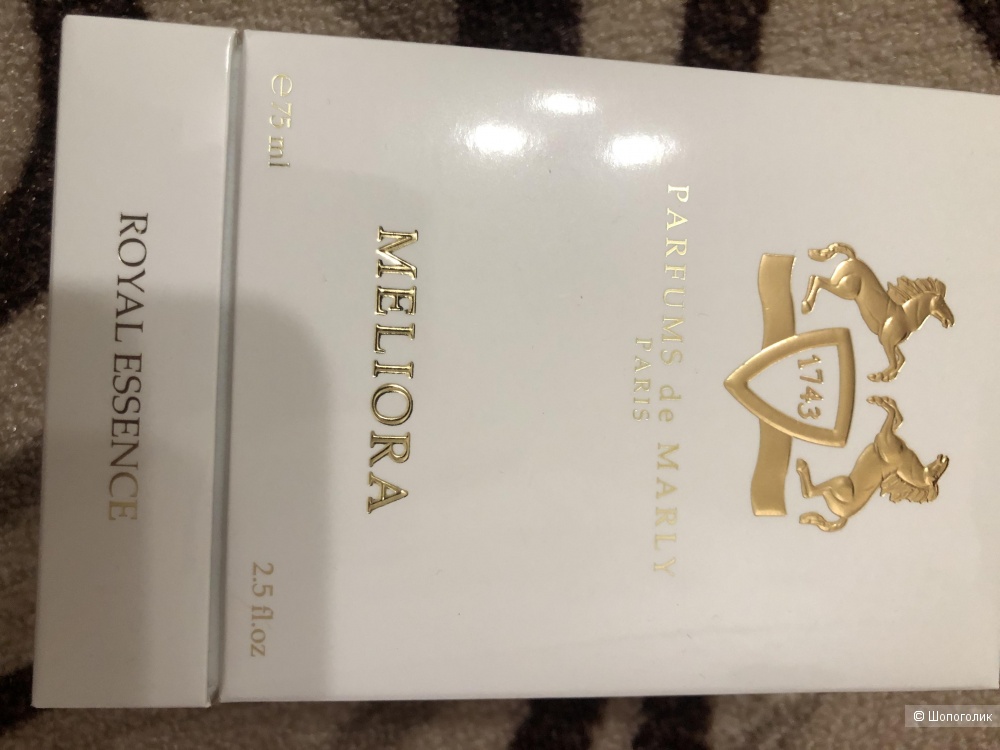 1743
PARFUMS de MARLY
PARIS
MELIORA
℮ 75 ml
2.5 fl.oz
ROYAL ESSENCE
© Шопоголик